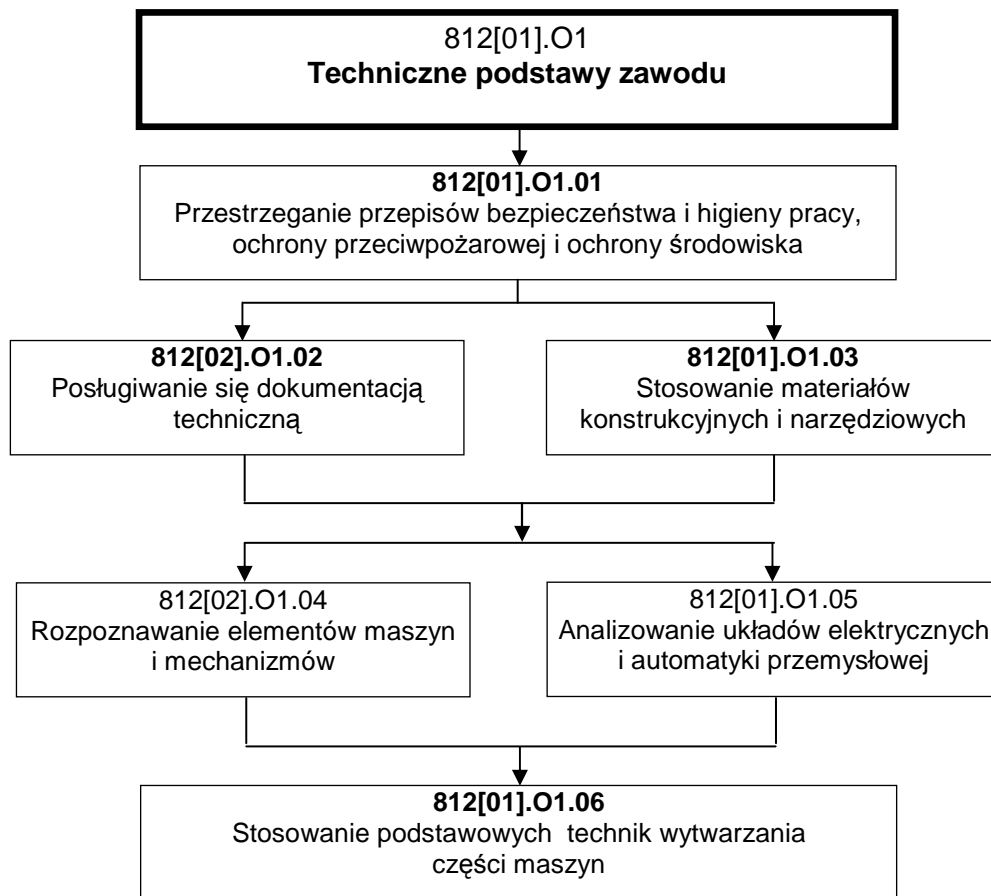 812[01].O1
Techniczne podstawy zawodu
812[01].O1.01
Przestrzeganie przepisów bezpieczeństwa i higieny pracy,
ochrony przeciwpożarowej i ochrony środowiska
812[02].O1.02
Posługiwanie się dokumentacją
techniczną
812[01].O1.03
Stosowanie materiałów
konstrukcyjnych i narzędziowych
812[02].O1.04
Rozpoznawanie elementów maszyn
i mechanizmów
812[01].O1.05
Analizowanie układów elektrycznych
i automatyki przemysłowej
812[01].O1.06
Stosowanie podstawowych technik wytwarzania
części maszyn